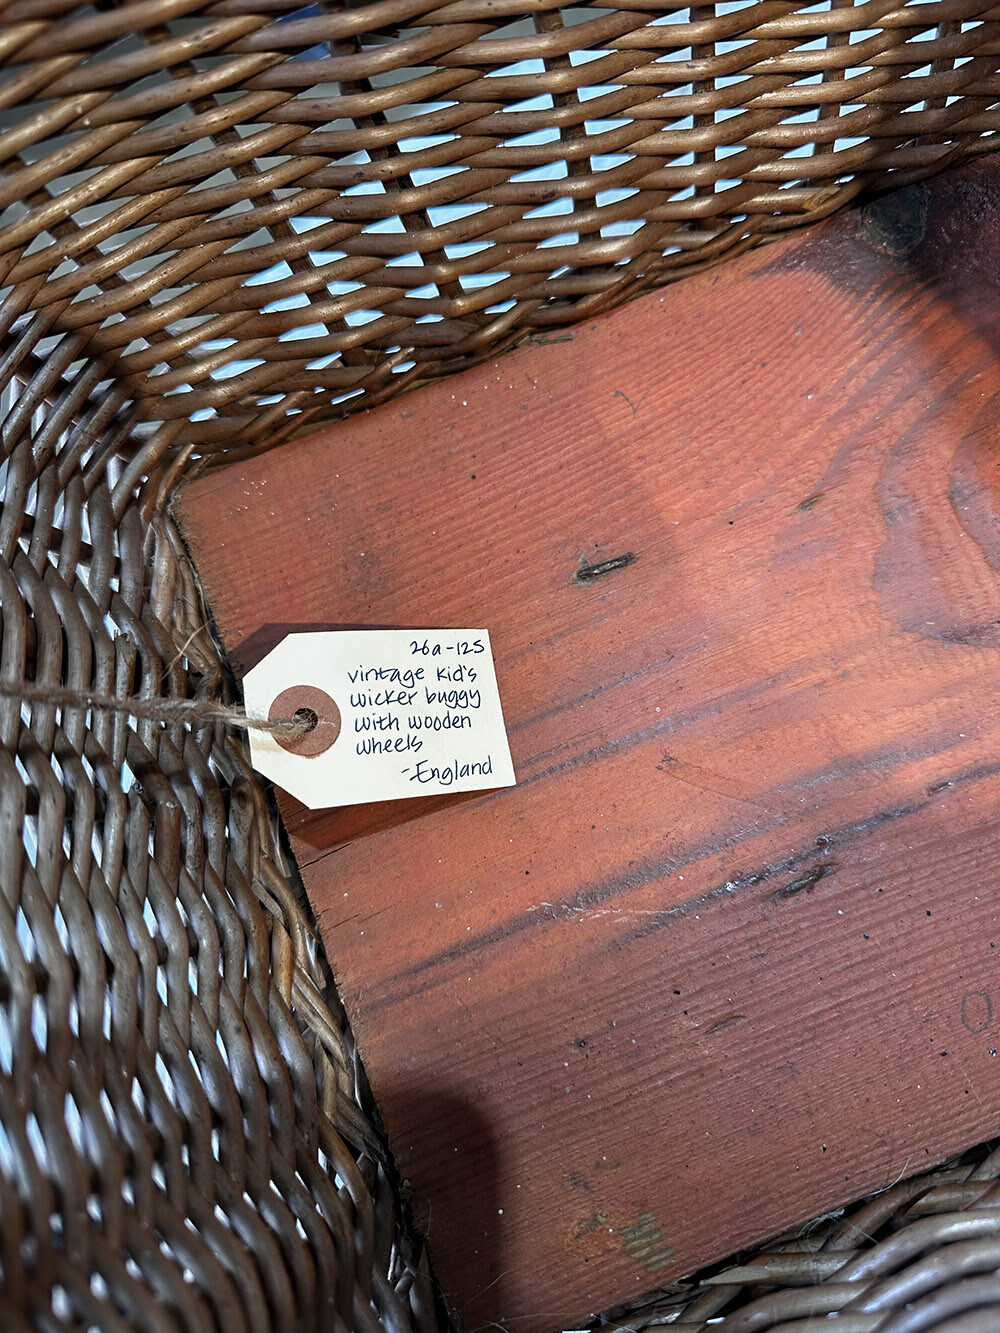 26a-125
vintage kid's
wicker buggy
with wooden
wheels
-England